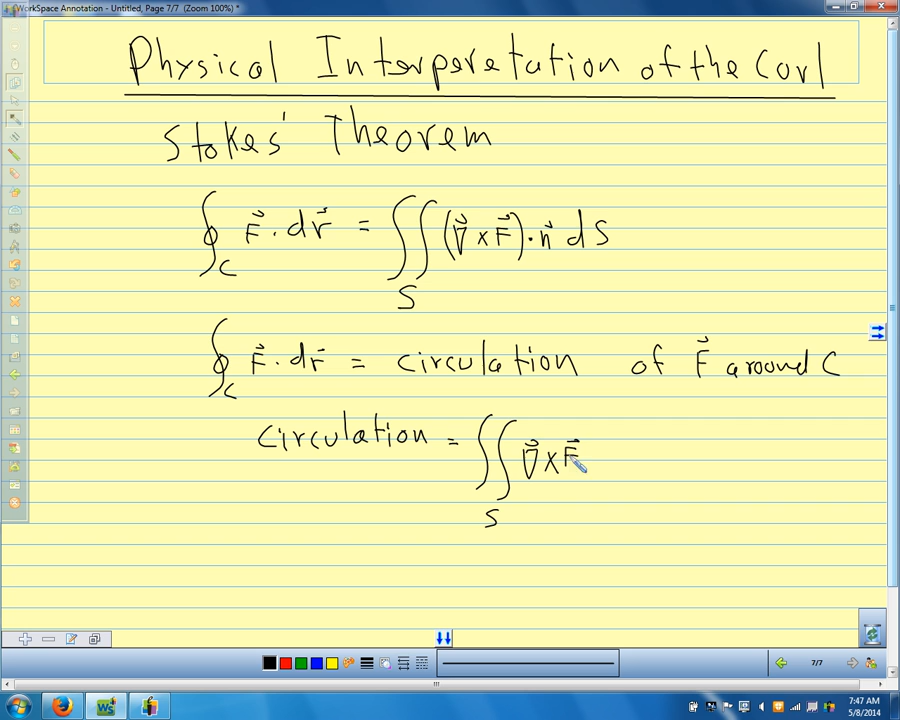 WorkSpace Annotation - Untitled, Page 7/7 (Zoom 100%) *
Physical Interperetation of the Curl
Stokes' Theorem
∮_C F⃗ · dr⃗ = ∬_S (∇⃗ × F⃗) · n⃗ dS
∮_C F⃗ · dr⃗ = circulation of F⃗ around C
circulation = ∬_S ∇⃗ × F⃗
7/7
7:47 AM
5/8/2014